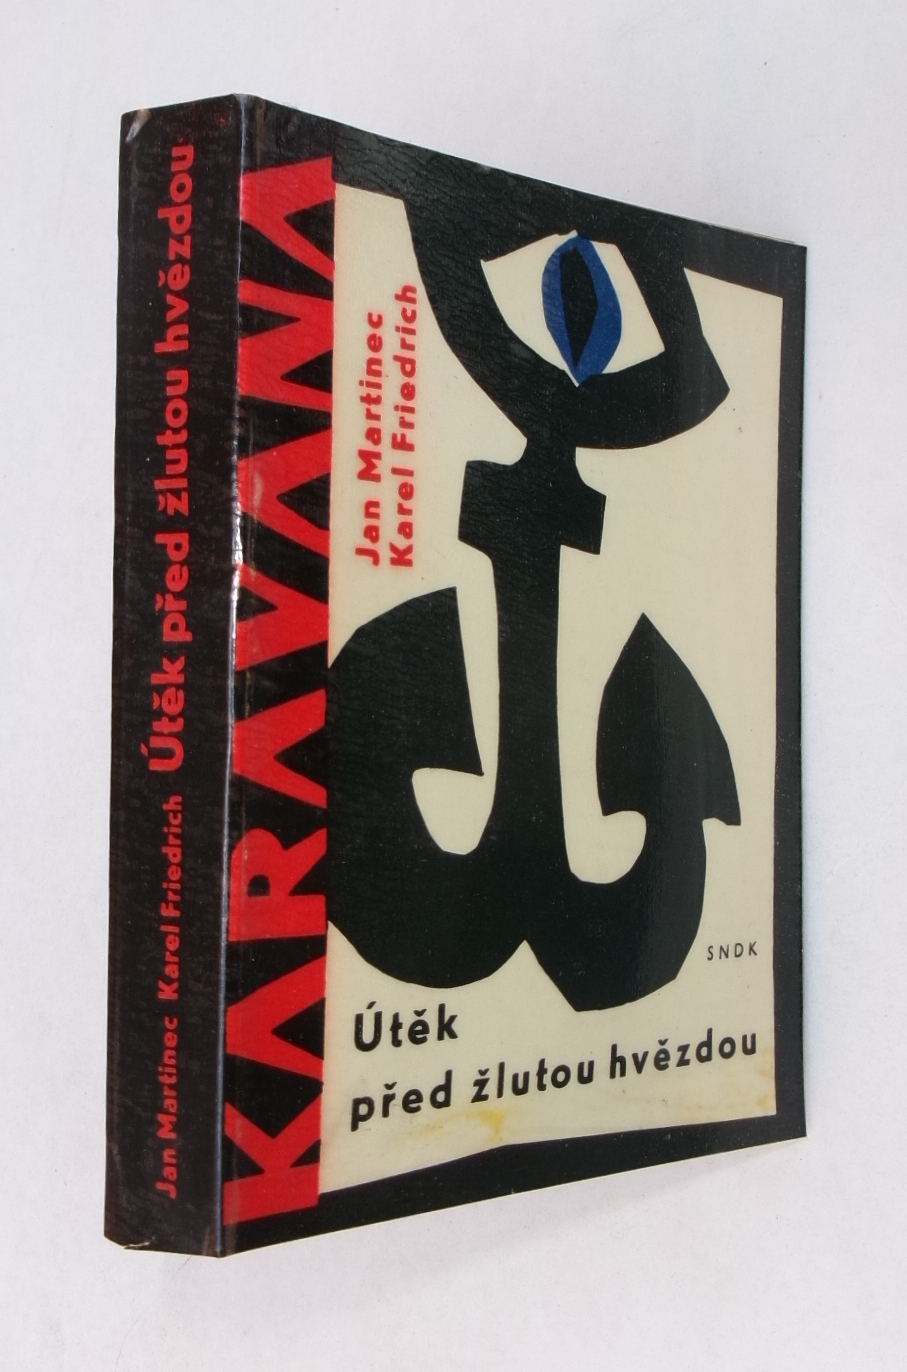 Jan Martinec Karel Friedrich Útěk před žlutou hvězdou
KARAVANA
Jan Martinec
Karel Friedrich
SNDK
Útěk
před žlutou hvězdou